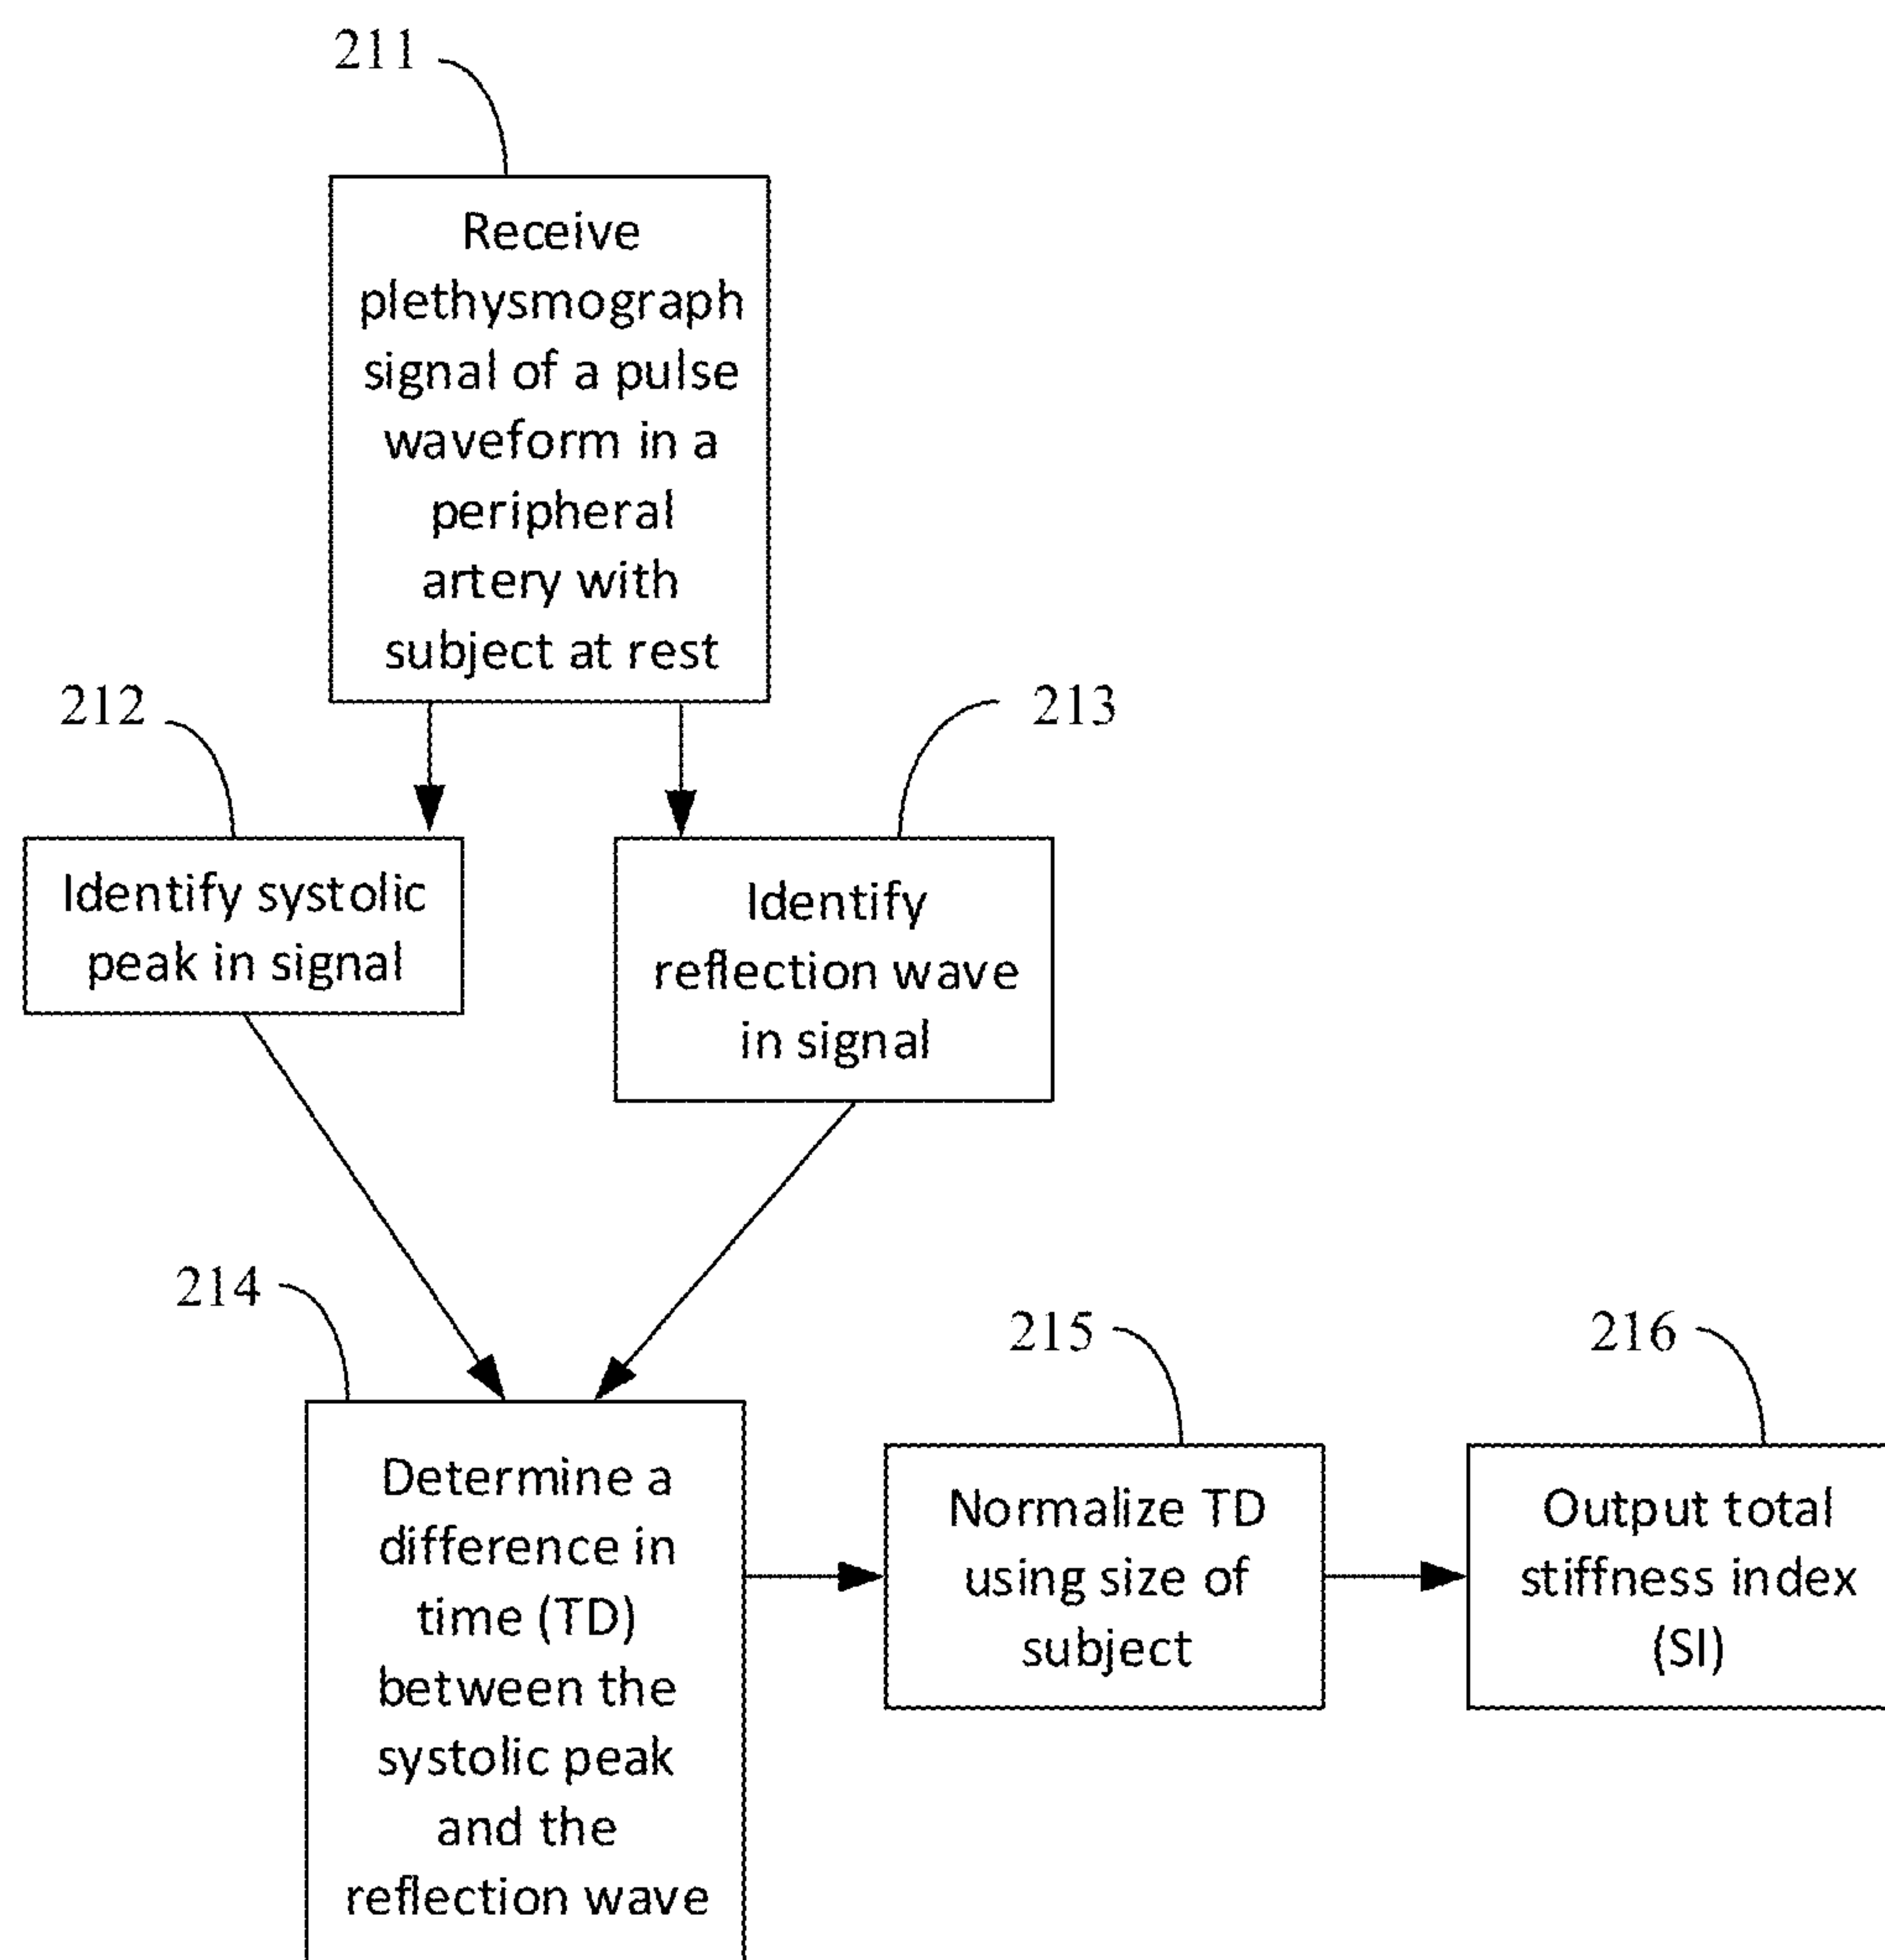 211
Receive
plethysmograph
signal of a pulse
waveform in a
peripheral
artery with
subject at rest
212
213
Identify systolic
peak in signal
Identify
reflection wave
in signal
214
215
216
Determine a
difference in
time (TD)
between the
systolic peak
and the
reflection wave
Normalize TD
using size of
subject
Output total
stiffness index
(SI)